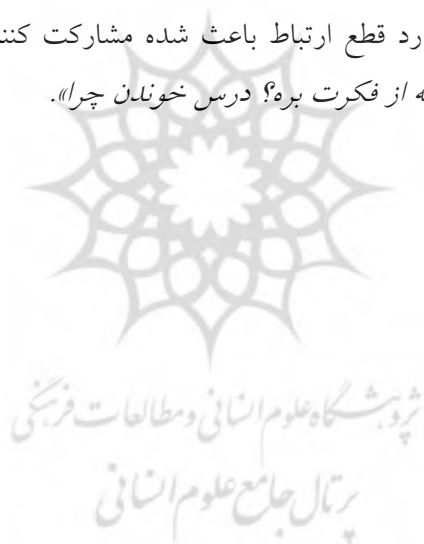 رد قطع ارتباط باعث شده مشارکت کنن
ه از فکرت بره؟ درس خوندن چرا».
پژوهشگاه علوم انسانی و مطالعات فرهنگی
پرتال جامع علوم انسانی